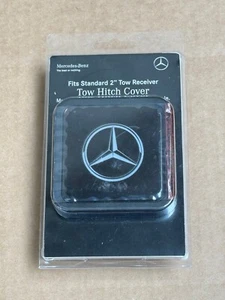 Mercedes-Benz
The best or nothing.
Fits Standard 2" Tow Receiver
Tow Hitch Cover